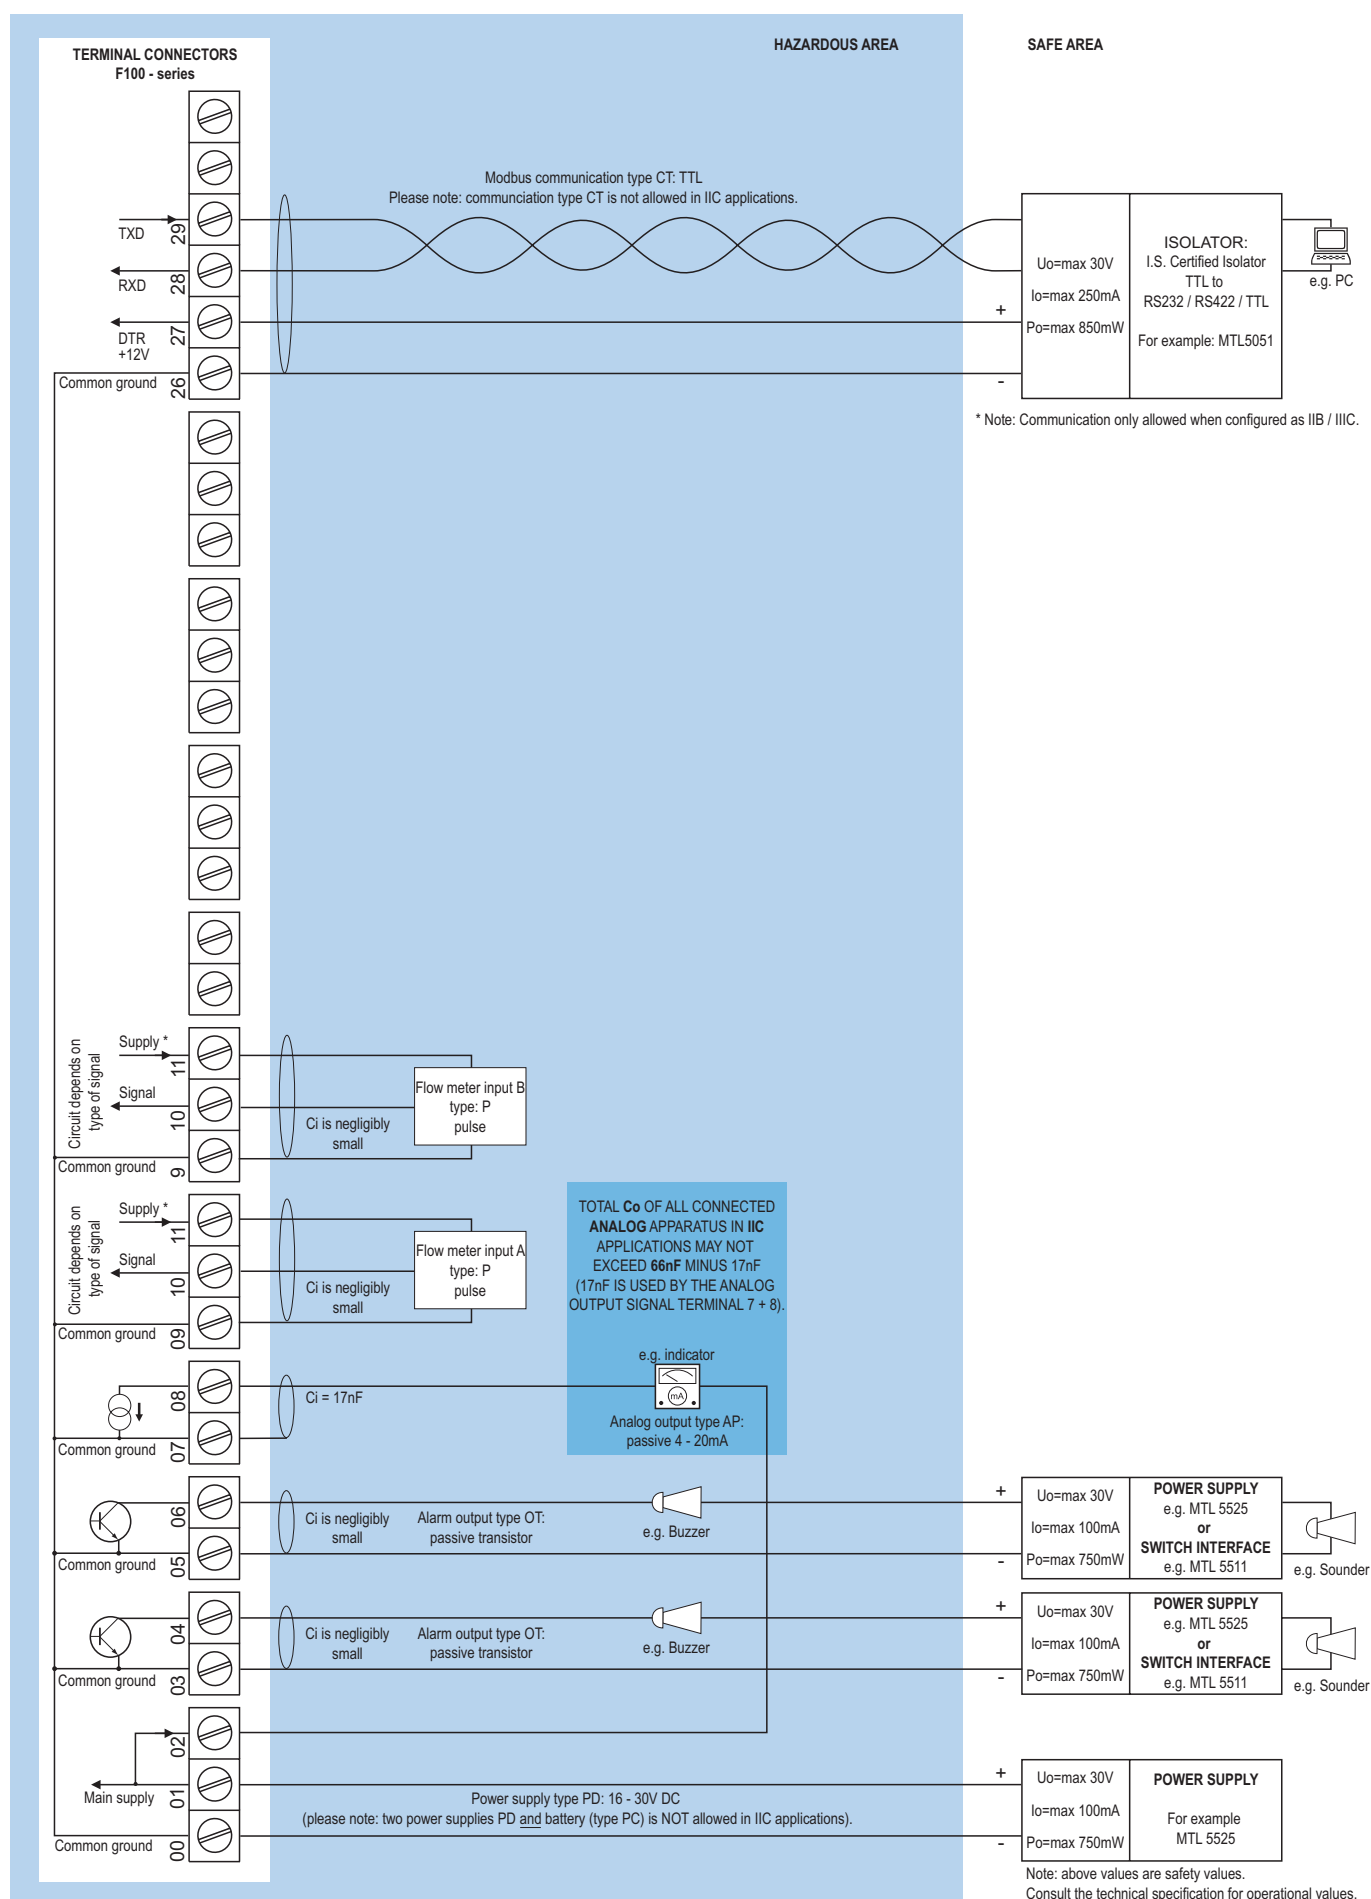 TERMINAL CONNECTORS
F100 - series
HAZARDOUS AREA
SAFE AREA
Modbus communication type CT: TTL
Please note: communciation type CT is not allowed in IIC applications.
TXD
29
RXD
28
DTR
+12V
27
Common ground
26
+
-
Uo=max 30V
Io=max 250mA
Po=max 850mW
ISOLATOR:
I.S. Certified Isolator
TTL to
RS232 / RS422 / TTL
For example: MTL5051
e.g. PC
* Note: Communication only allowed when configured as IIB / IIIC.
Circuit depends on
type of signal
Supply *
11
Signal
10
Common ground
9
Ci is negligibly
small
Flow meter input B
type: P
pulse
Circuit depends on
type of signal
Supply *
11
Signal
10
Common ground
09
Ci is negligibly
small
Flow meter input A
type: P
pulse
TOTAL Co OF ALL CONNECTED
ANALOG APPARATUS IN IIC
APPLICATIONS MAY NOT
EXCEED 66nF MINUS 17nF
(17nF IS USED BY THE ANALOG
OUTPUT SIGNAL TERMINAL 7 + 8).
e.g. indicator
mA
Analog output type AP:
passive 4 - 20mA
08
Ci = 17nF
Common ground
07
06
Ci is negligibly
small
Alarm output type OT:
passive transistor
e.g. Buzzer
Common ground
05
+
-
Uo=max 30V
Io=max 100mA
Po=max 750mW
POWER SUPPLY
e.g. MTL 5525
or
SWITCH INTERFACE
e.g. MTL 5511
e.g. Sounder
04
Ci is negligibly
small
Alarm output type OT:
passive transistor
e.g. Buzzer
Common ground
03
+
-
Uo=max 30V
Io=max 100mA
Po=max 750mW
POWER SUPPLY
e.g. MTL 5525
or
SWITCH INTERFACE
e.g. MTL 5511
e.g. Sounder
02
Main supply
01
Common ground
00
Power supply type PD: 16 - 30V DC
(please note: two power supplies PD and battery (type PC) is NOT allowed in IIC applications).
+
-
Uo=max 30V
Io=max 100mA
Po=max 750mW
POWER SUPPLY
For example
MTL 5525
Note: above values are safety values.
Consult the technical specification for operational values.